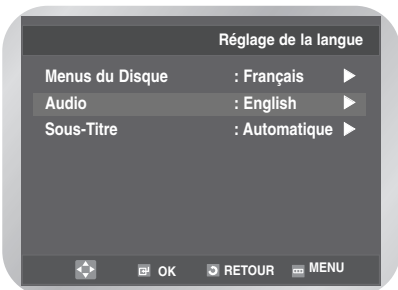 Réglage de la langue
Menus du Disque : Français
Audio : English
Sous-Titre : Automatique
OK RETOUR MENU